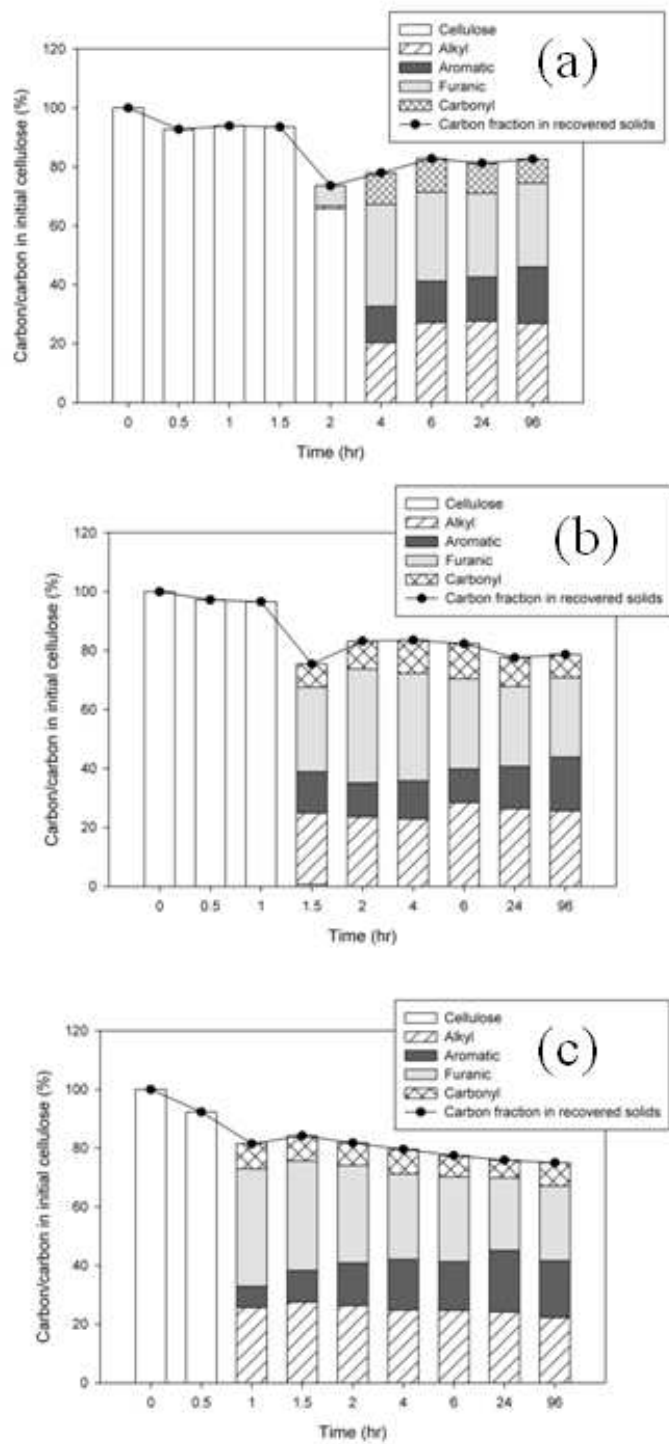 Cellulose
Alkyl
Aromatic
Furanic
Carbonyl
Carbon fraction in recovered solids
(a)
120
100
80
60
40
20
0
Carbon/carbon in initial cellulose (%)
0 0.5 1 1.5 2 4 6 24 96
Time (hr)
Cellulose
Alkyl
Aromatic
Furanic
Carbonyl
Carbon fraction in recovered solids
(b)
120
100
80
60
40
20
0
Carbon/carbon in initial cellulose (%)
0 0.5 1 1.5 2 4 6 24 96
Time (hr)
Cellulose
Alkyl
Aromatic
Furanic
Carbonyl
Carbon fraction in recovered solids
(c)
120
100
80
60
40
20
0
Carbon/carbon in initial cellulose (%)
0 0.5 1 1.5 2 4 6 24 96
Time (hr)